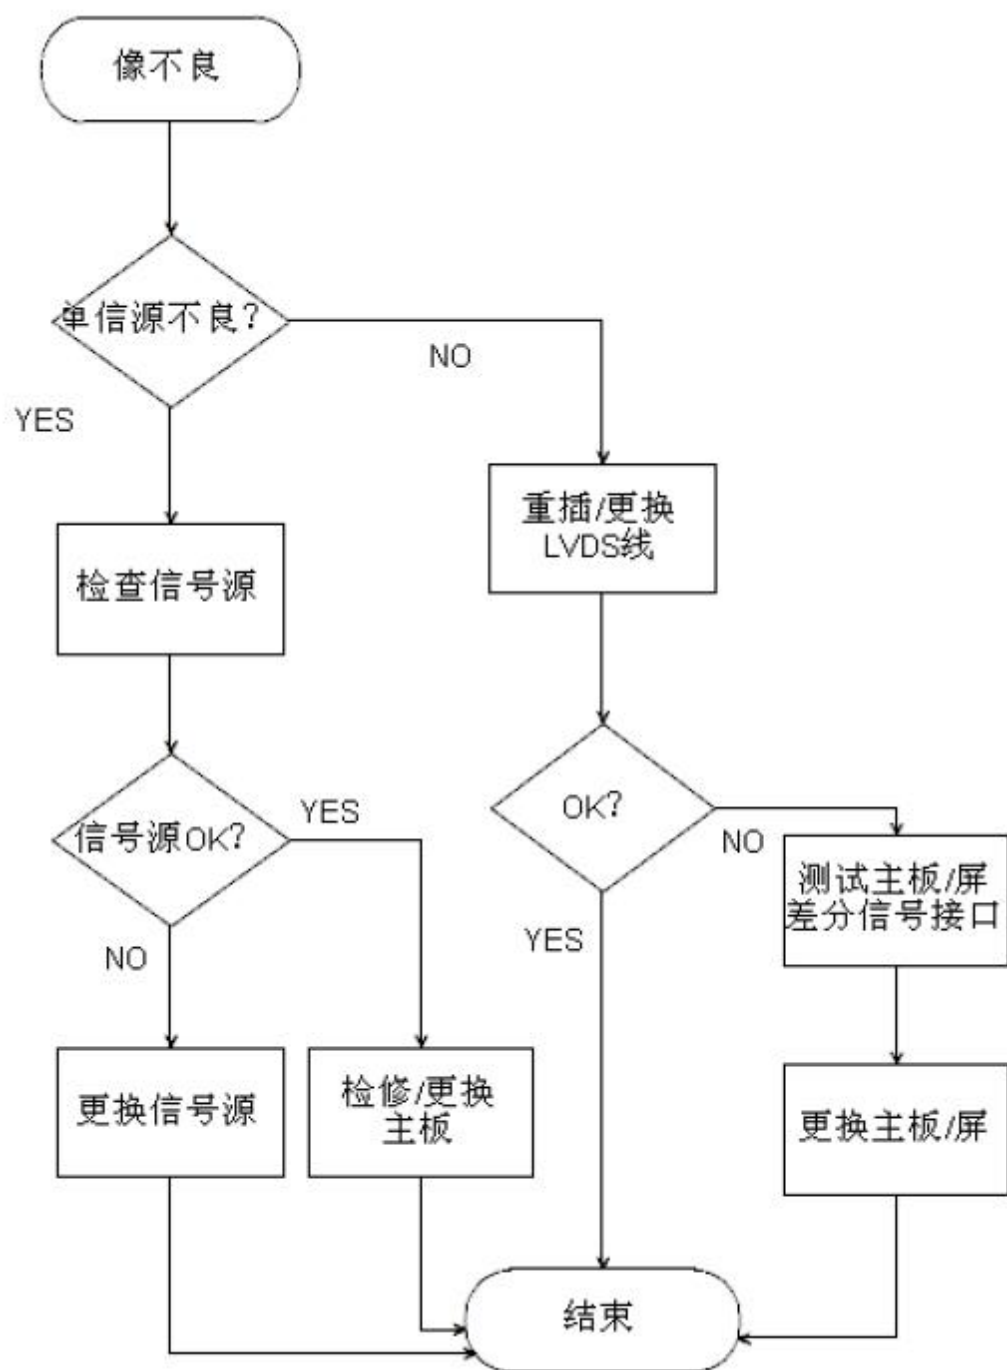 像不良
单信源不良?
NO
YES
重插/更换
LVDS线
检查信号源
信号源OK?
YES
OK?
NO
测试主板/屏
差分信号接口
NO
YES
更换信号源
检修/更换
主板
更换主板/屏
结束